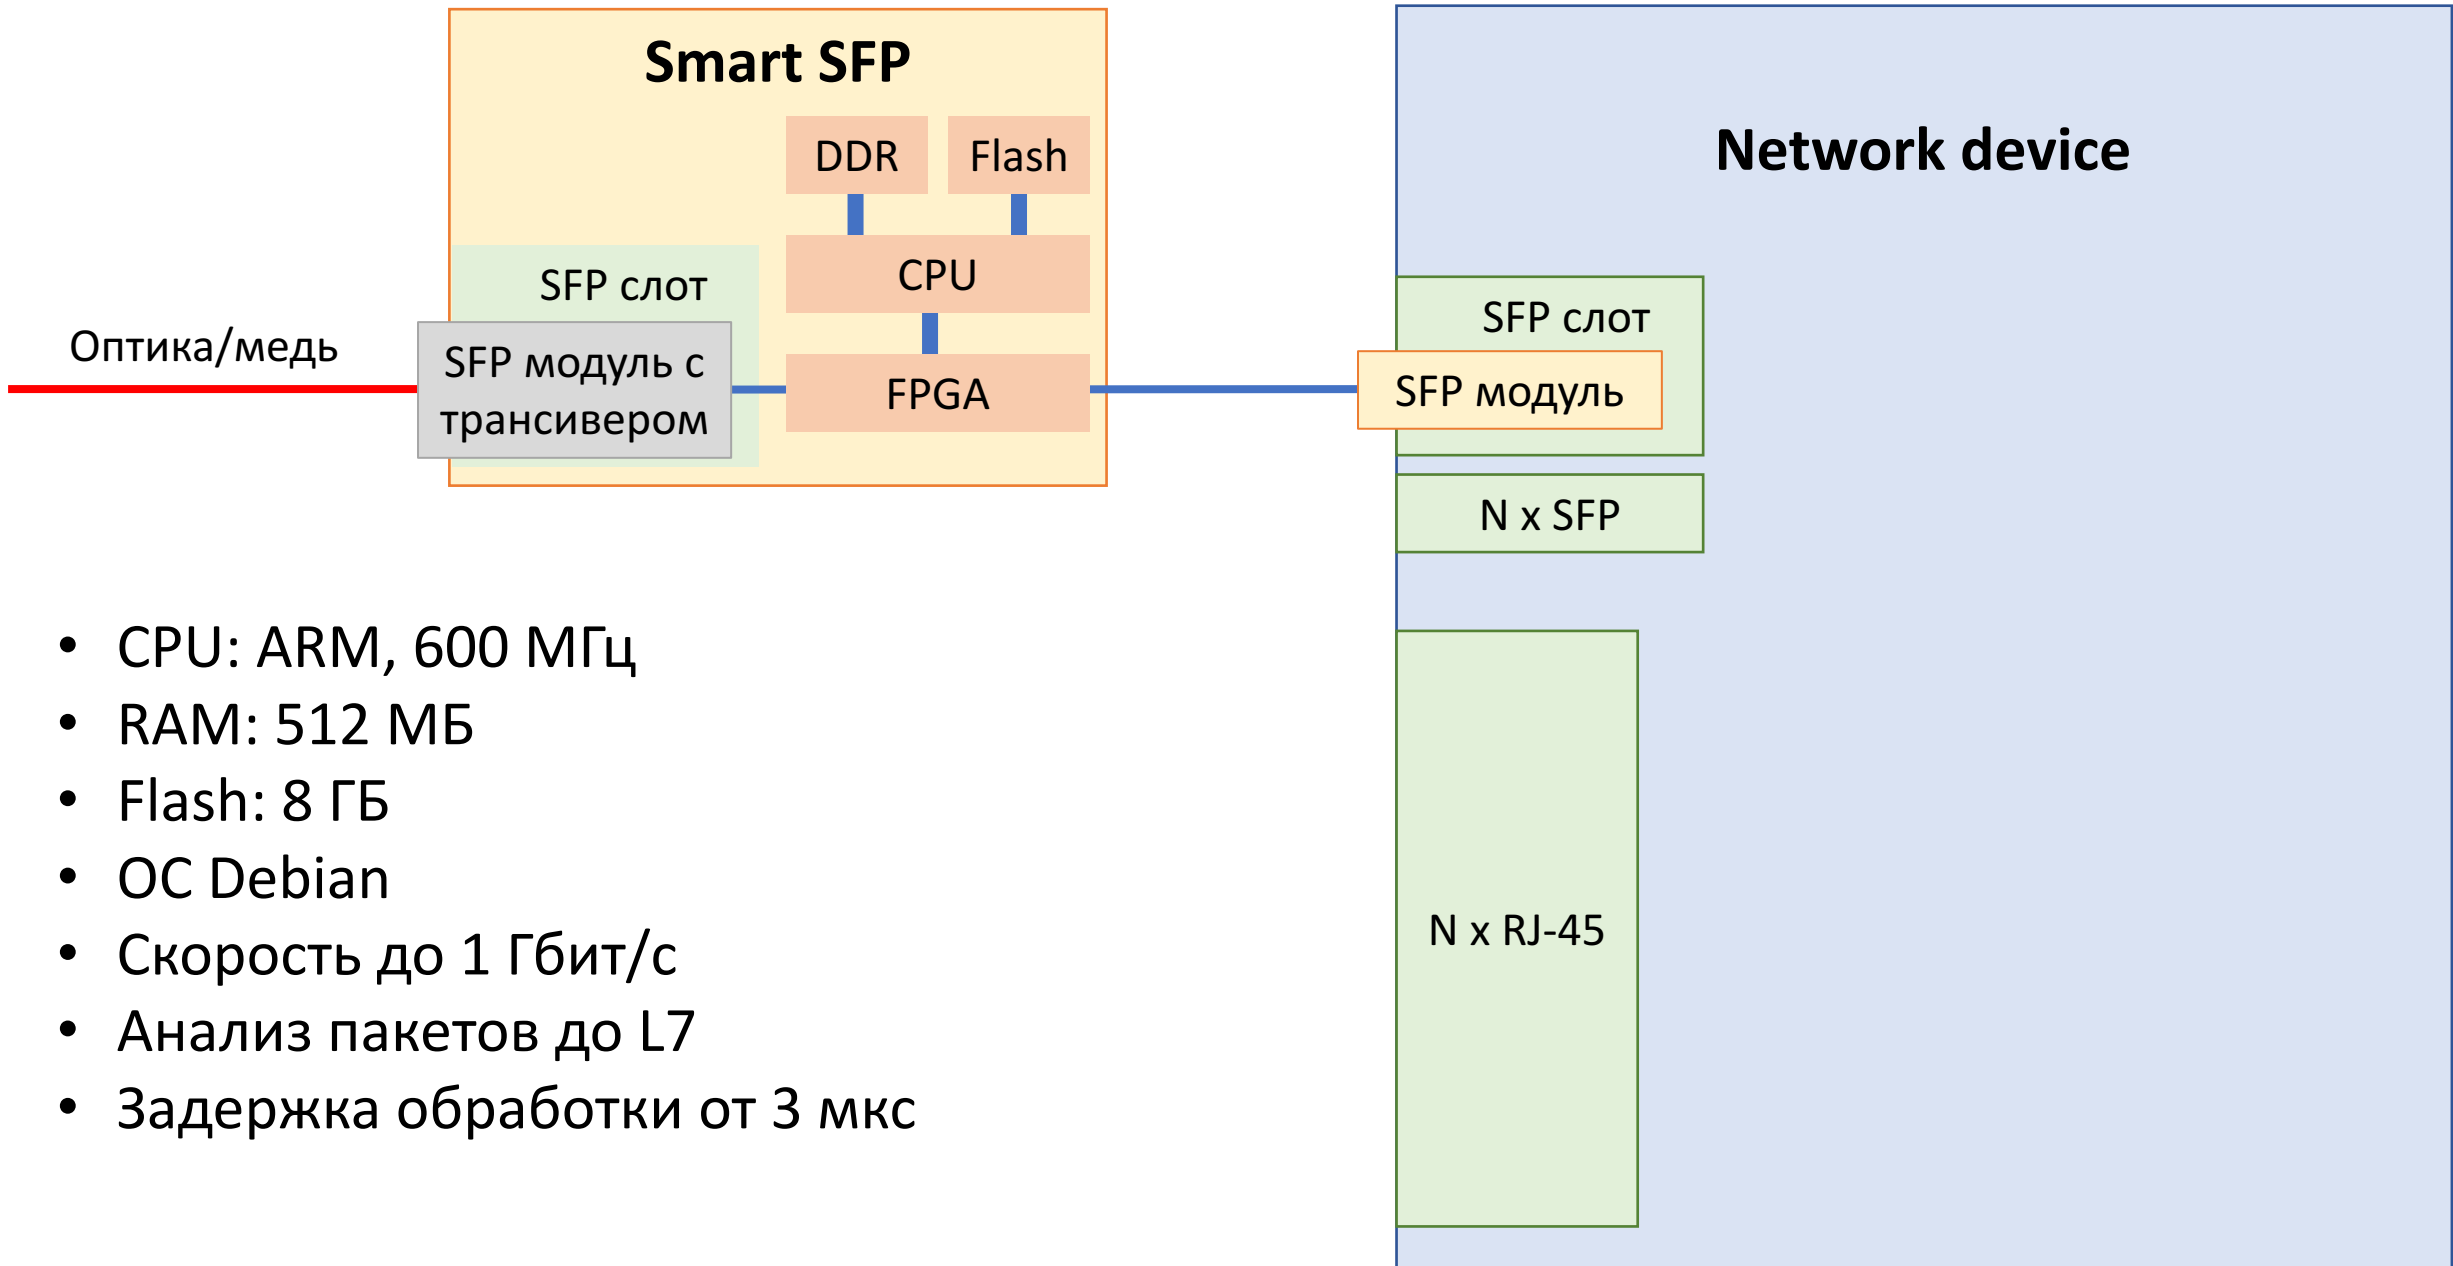 Smart SFP
DDR
Flash
CPU
SFP слот
Оптика/медь
SFP модуль с
трансивером
FPGA
Network device
SFP слот
SFP модуль
N x SFP
N x RJ-45
• CPU: ARM, 600 МГц
• RAM: 512 МБ
• Flash: 8 ГБ
• ОС Debian
• Скорость до 1 Гбит/с
• Анализ пакетов до L7
• Задержка обработки от 3 мкс